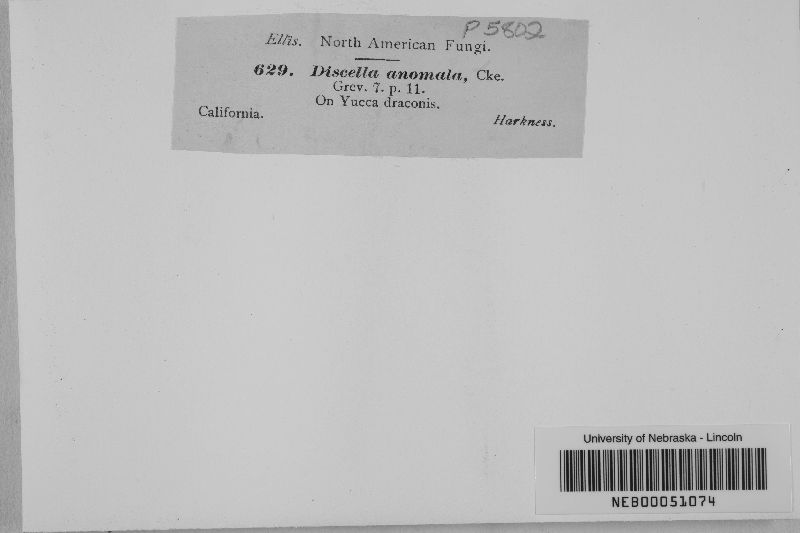 P 5802
Ellis. North American Fungi.
629. Discella anomala, Cke.
Grev. 7. p. 11.
On Yucca draconis.
California. Harkness.
University of Nebraska - Lincoln
NEB00051074